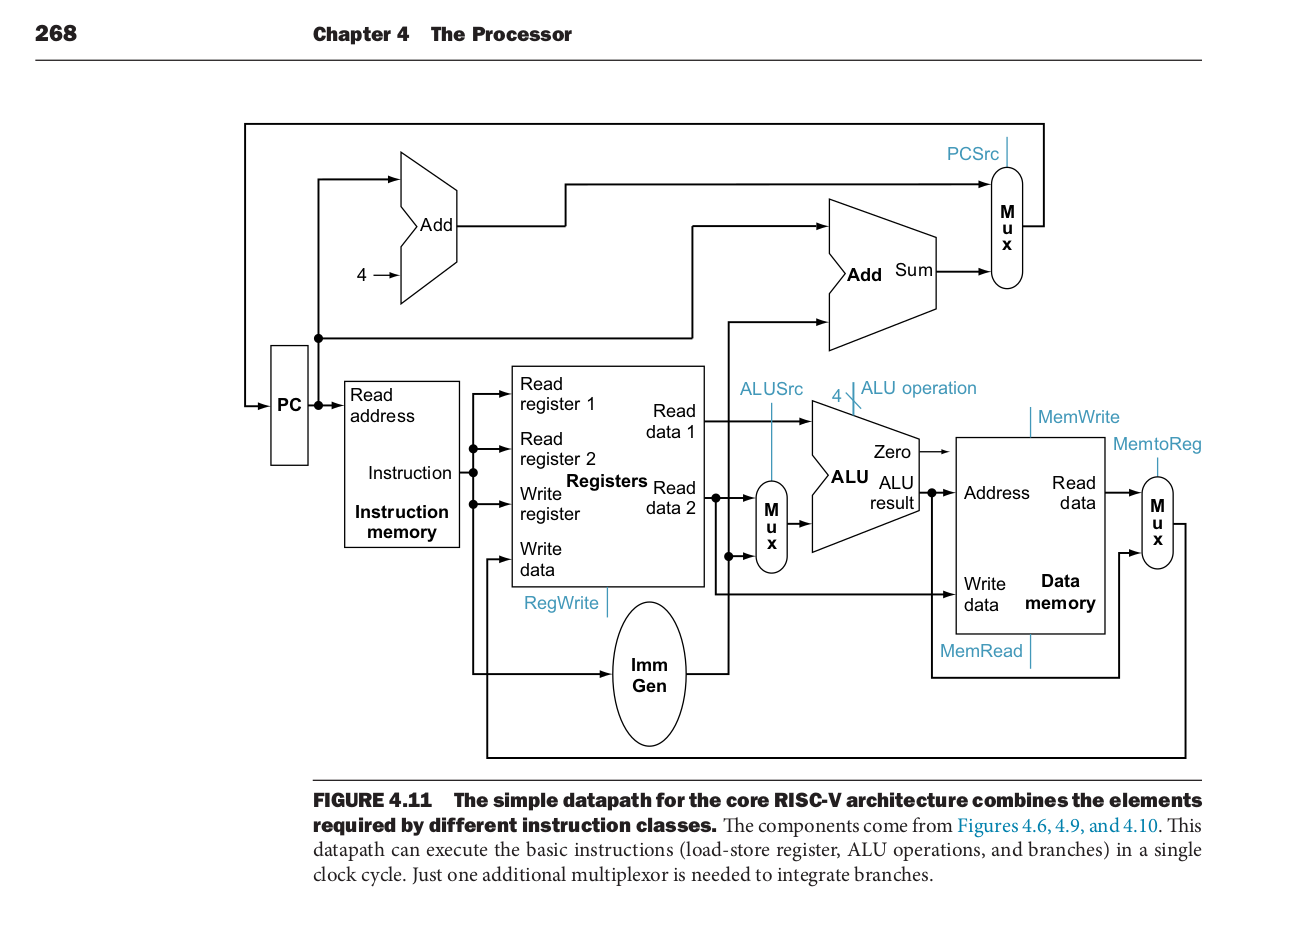 268
Chapter 4 The Processor
PCSrc
M
u
x
Add
Add
Sum
4
PC
Read
address
Instruction
Instruction
memory
Read
register 1
Read
register 2
Write
register
Write
data
Registers
Read
data 1
Read
data 2
RegWrite
Imm
Gen
ALUSrc
M
u
x
4
ALU operation
Zero
ALU
ALU
result
MemWrite
Address
Read
data
Write
data
Data
memory
MemRead
MemtoReg
M
u
x
FIGURE 4.11 The simple datapath for the core RISC-V architecture combines the elements
required by different instruction classes. The components come from Figures 4.6, 4.9, and 4.10. This
datapath can execute the basic instructions (load-store register, ALU operations, and branches) in a single
clock cycle. Just one additional multiplexor is needed to integrate branches.